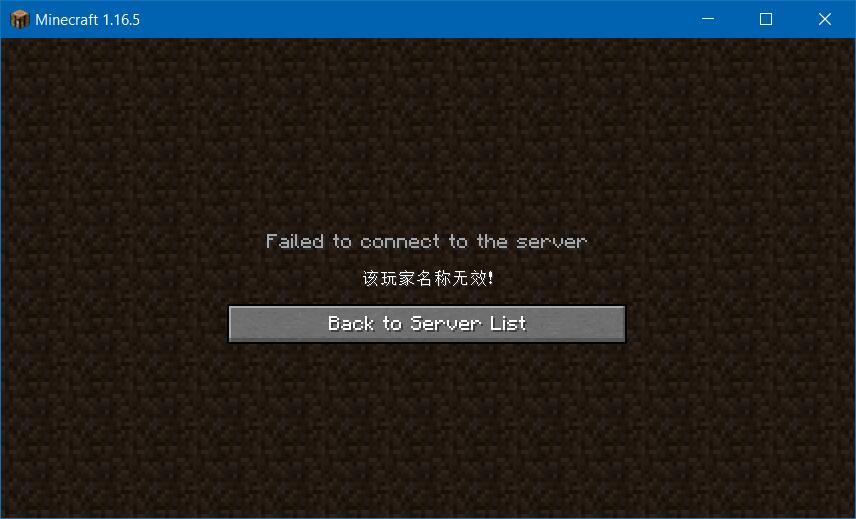 Minecraft 1.16.5
Failed to connect to the server
该玩家名称无效!
Back to Server List